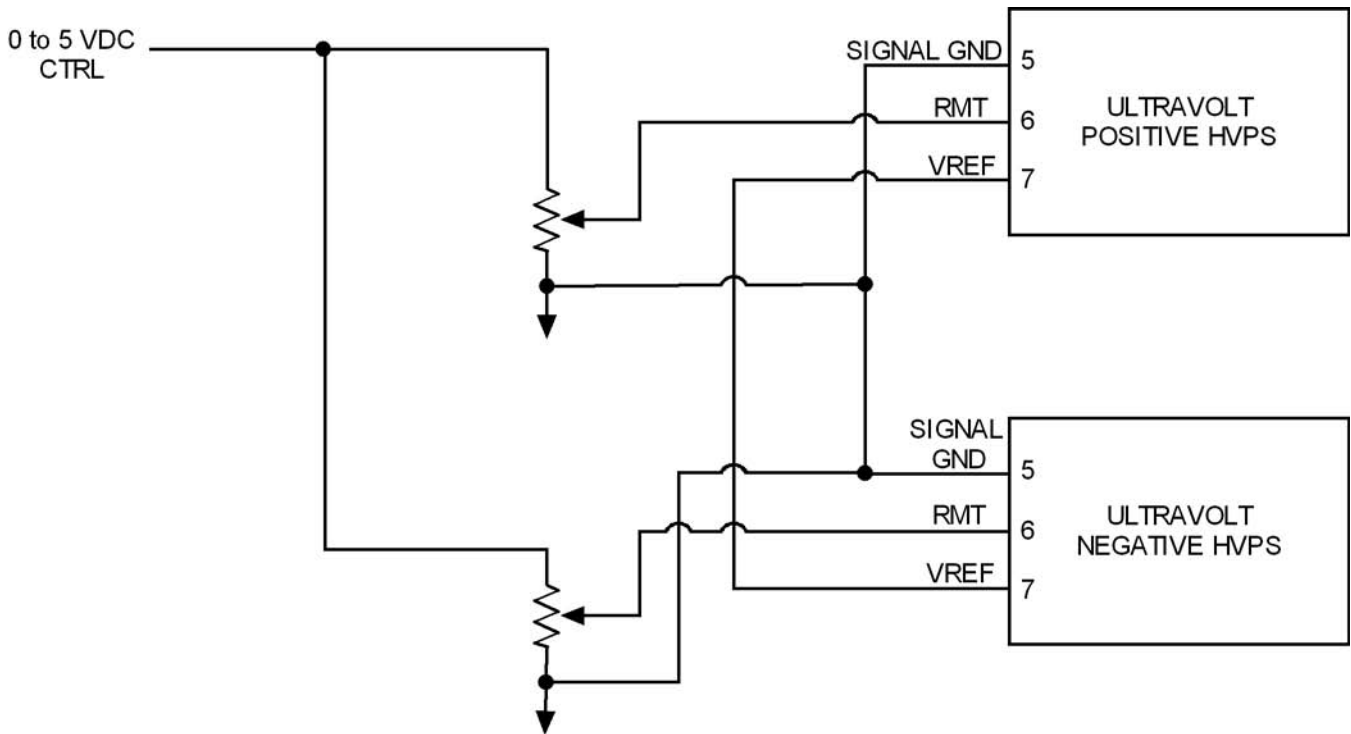 0 to 5 VDC
CTRL
SIGNAL GND
5
RMT
6
VREF
7
ULTRAVOLT
POSITIVE HVPS
SIGNAL
GND
5
RMT
6
VREF
7
ULTRAVOLT
NEGATIVE HVPS